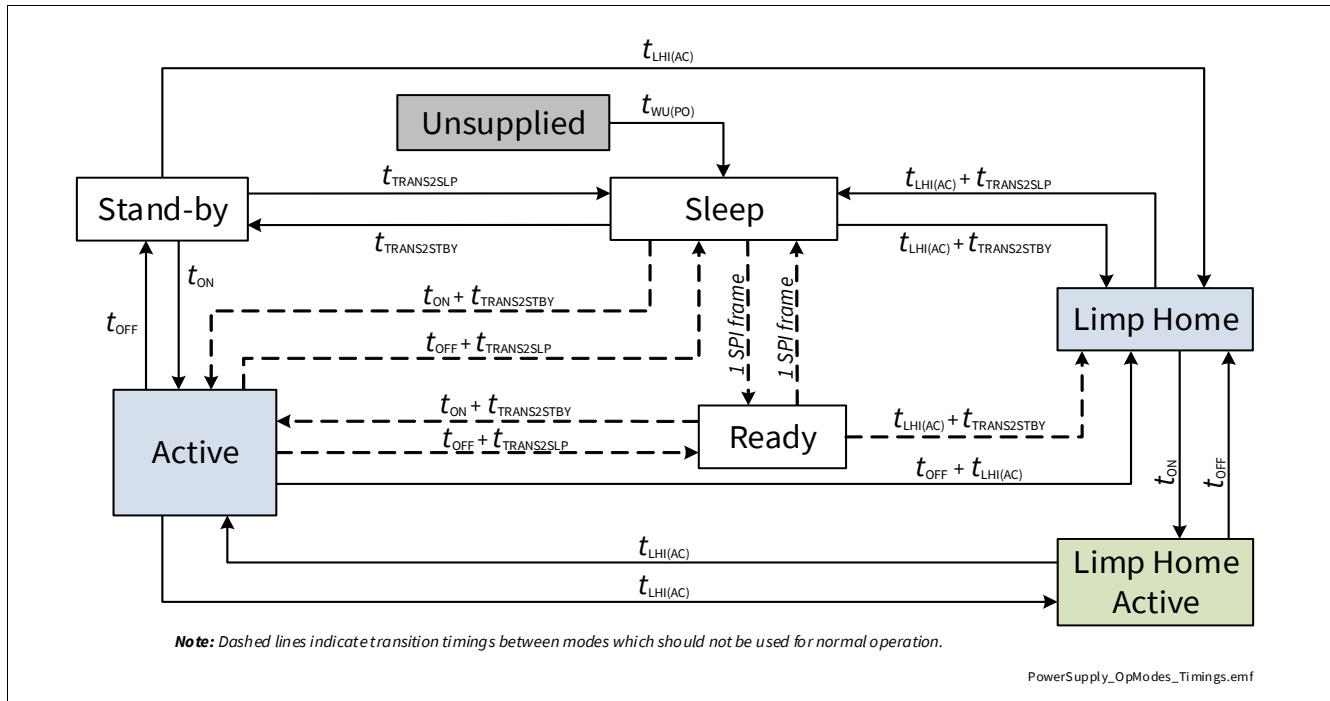 tLHI(AC)
Unsupplied
tWU(PO)
Stand-by
tTRANS2SLP
Sleep
tLHI(AC) + tTRANS2SLP
tTRANS2STBY
tLHI(AC) + tTRANS2STBY
tON
tOFF
tON + tTRANS2STBY
tOFF + tTRANS2SLP
1 SPI frame
1 SPI frame
Limp Home
Active
tON + tTRANS2STBY
tOFF + tTRANS2SLP
Ready
tLHI(AC) + tTRANS2STBY
tOFF + tLHI(AC)
tON
tOFF
tLHI(AC)
tLHI(AC)
Limp Home
Active
Note: Dashed lines indicate transition timings between modes which should not be used for normal operation.
PowerSupply_OpModes_Timings.emf